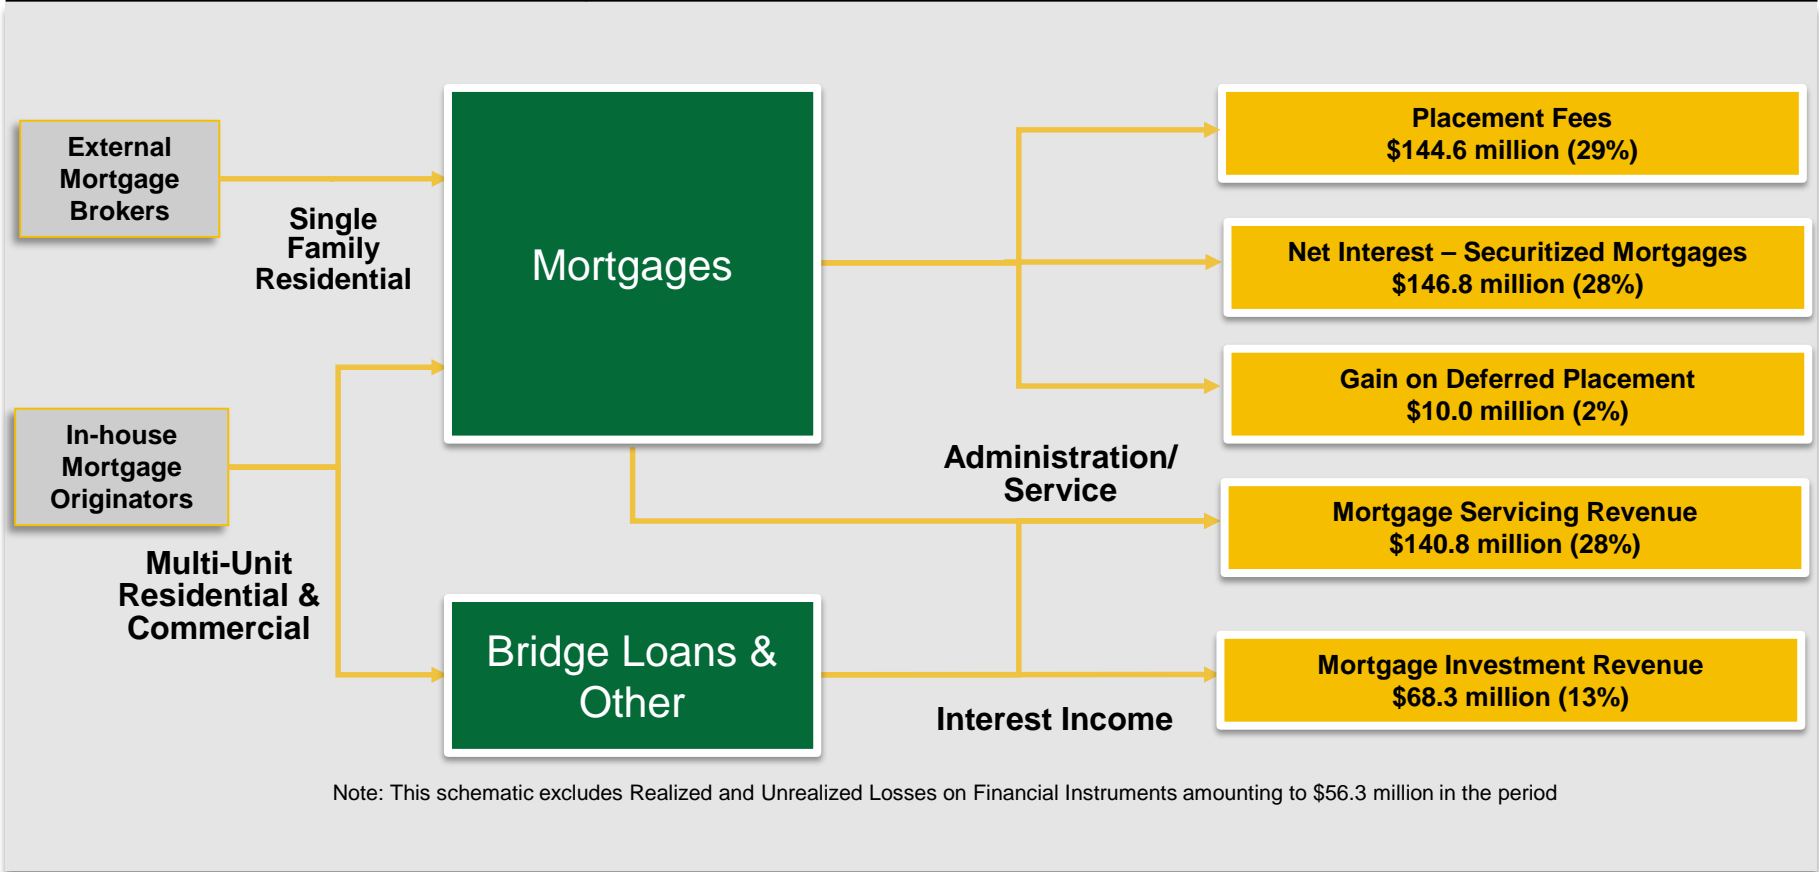 External
Mortgage
Brokers
Single
Family
Residential
In-house
Mortgage
Originators
Multi-Unit
Residential &
Commercial
Mortgages
Bridge Loans &
Other
Administration/
Service
Interest Income
Placement Fees
$144.6 million (29%)
Net Interest – Securitized Mortgages
$146.8 million (28%)
Gain on Deferred Placement
$10.0 million (2%)
Mortgage Servicing Revenue
$140.8 million (28%)
Mortgage Investment Revenue
$68.3 million (13%)
Note: This schematic excludes Realized and Unrealized Losses on Financial Instruments amounting to $56.3 million in the period